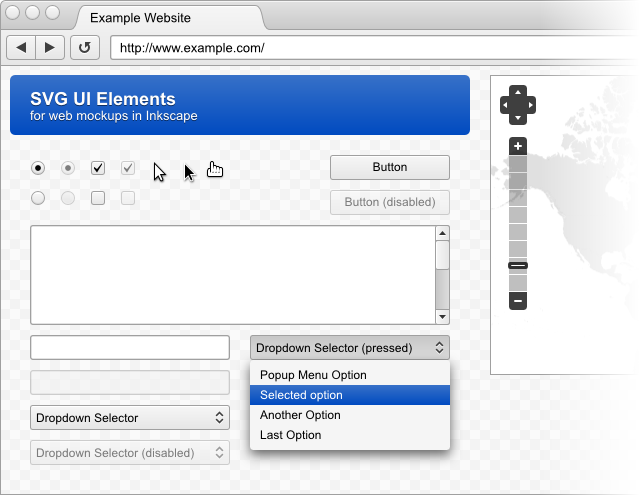 Example Website
http://www.example.com/
SVG UI Elements
for web mockups in Inkscape
Button
Button (disabled)
Dropdown Selector (pressed)
Popup Menu Option
Selected option
Another Option
Last Option
Dropdown Selector
Dropdown Selector (disabled)